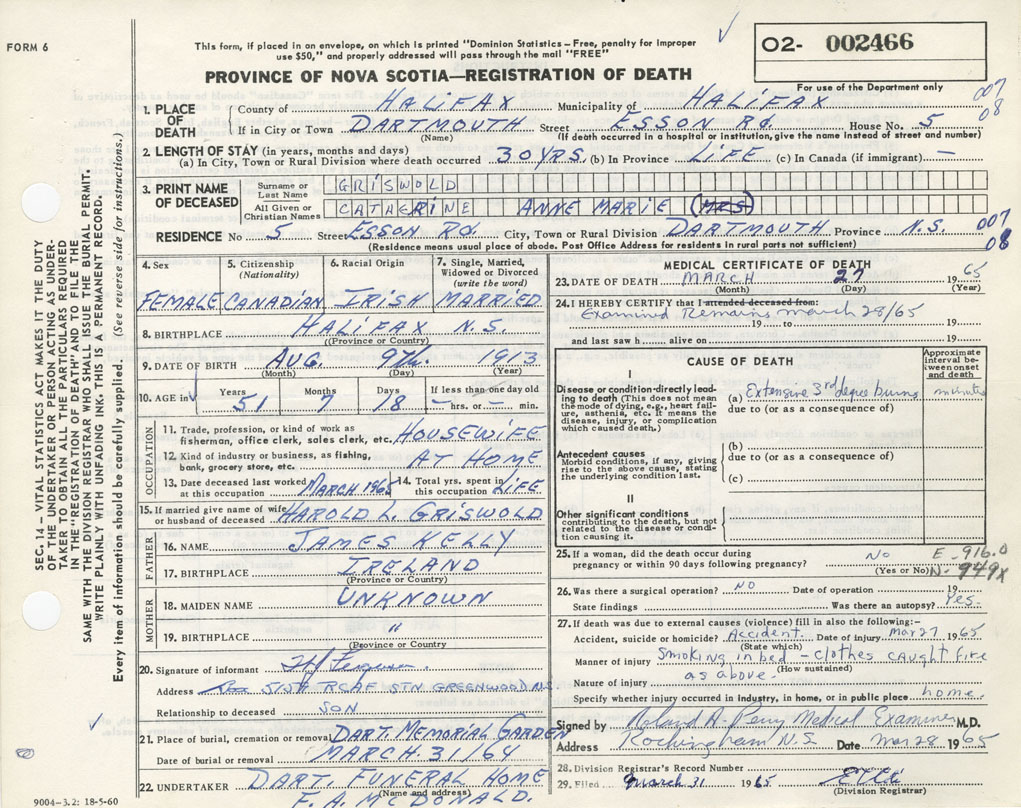 FORM 6
This form, if placed in an envelope, on which is printed "Dominion Statistics – Free, penalty for improper
use $50," and properly addressed will pass through the mail "FREE"
PROVINCE OF NOVA SCOTIA—REGISTRATION OF DEATH
O2- 002466
For use of the Department only
007
08
1. PLACE OF DEATH
County of HALIFAX Municipality of HALIFAX
If in City or Town DARTMOUTH Street ESSON RD. House No. 5
(Name) (If death occurred in a hospital or institution, give the name instead of street and number)
2. LENGTH OF STAY (in years, months and days)
(a) In City, Town or Rural Division where death occurred 30 YRS. (b) In Province LIFE (c) In Canada (if immigrant) —
3. PRINT NAME OF DECEASED
Surname or Last Name GRISWOLD
All Given or Christian Names CATHERINE ANNE MARIE (MRS)
RESIDENCE No 5 Street ESSON RD. City, Town or Rural Division DARTMOUTH Province N.S.
007
08
(Residence means usual place of abode. Post Office Address for residents in rural parts not sufficient)
4. Sex FEMALE
5. Citizenship (Nationality) CANADIAN
6. Racial Origin IRISH
7. Single, Married, Widowed or Divorced (write the word) MARRIED
8. BIRTHPLACE HALIFAX N.S.
(Province or Country)
9. DATE OF BIRTH AUG. 9th. 1913
(Month) (Day) (Year)
10. AGE in Years 51 Months 7 Days 18 If less than one day old — hrs. or — min.
OCCUPATION
11. Trade, profession, or kind of work as fisherman, office clerk, sales clerk, etc. HOUSEWIFE
12. Kind of industry or business, as fishing, bank, grocery store, etc. AT HOME
13. Date deceased last worked at this occupation MARCH 1965
14. Total yrs. spent in this occupation LIFE
15. If married give name of wife or husband of deceased HAROLD L. GRISWOLD
FATHER
16. NAME JAMES KELLY
17. BIRTHPLACE IRELAND
(Province or Country)
MOTHER
18. MAIDEN NAME UNKNOWN
19. BIRTHPLACE "
(Province or Country
20. Signature of informant
Address RCAF STN GREENWOOD N.S.
Relationship to deceased SON
21. Place of burial, cremation or removal DART. MEMORIAL GARDEN
Date of burial or removal MARCH 31/64
22. UNDERTAKER DART. FUNERAL HOME
(Name and address)
F. A. McDONALD.
9004-3.2: 18-5-60
MEDICAL CERTIFICATE OF DEATH
23. DATE OF DEATH MARCH 27 1965
(Month) (Day) (Year)
24. I HEREBY CERTIFY that I attended deceased from:
Examined Remains march 28/65
19 to 19
and last saw h alive on 19
CAUSE OF DEATH
Approximate interval between onset and death
I
Disease or condition directly leading to death (This does not mean the mode of dying, e.g., heart failure, asthenia, etc. It means the disease, injury, or complication which caused death.)
(a) Extensive 3rd degree burns minutes
due to (or as a consequence of)
Antecedent causes
Morbid conditions, if any, giving rise to the above cause, stating the underlying condition last.
(b)
due to (or as a consequence of)
(c)
II
Other significant conditions
contributing to the death, but not related to the disease or condition causing it.
25. If a woman, did the death occur during pregnancy or within 90 days following pregnancy? No
(Yes or No)
E-916.0
N-949X
26. Was there a surgical operation? NO Date of operation 19
State findings Was there an autopsy? Yes.
27. If death was due to external causes (violence) fill in also the following:–
Accident, suicide or homicide? Accident. Date of injury Mar 27 1965
(State which)
Manner of injury Smoking in bed – clothes caught fire
(How sustained)
Nature of injury as above.
Specify whether injury occurred in industry, in home, or in public place home.
Signed by Roland A. Perry Medical Examiner M.D.
Address Rockingham N.S. Date Mar 28 1965
28. Division Registrar's Record Number
29. Filed March 31 1965
(Division Registrar)
SEC. 14 – VITAL STATISTICS ACT MAKES IT THE DUTY
OF THE UNDERTAKER OR PERSON ACTING AS UNDER-
TAKER TO OBTAIN ALL THE PARTICULARS REQUIRED
IN THE "REGISTRATION OF DEATH" AND TO FILE THE
SAME WITH THE DIVISION REGISTRAR WHO SHALL ISSUE THE BURIAL PERMIT.
WRITE PLAINLY WITH UNFADING INK. THIS IS A PERMANENT RECORD.
Every item of information should be carefully supplied. (See reverse side for instructions.)